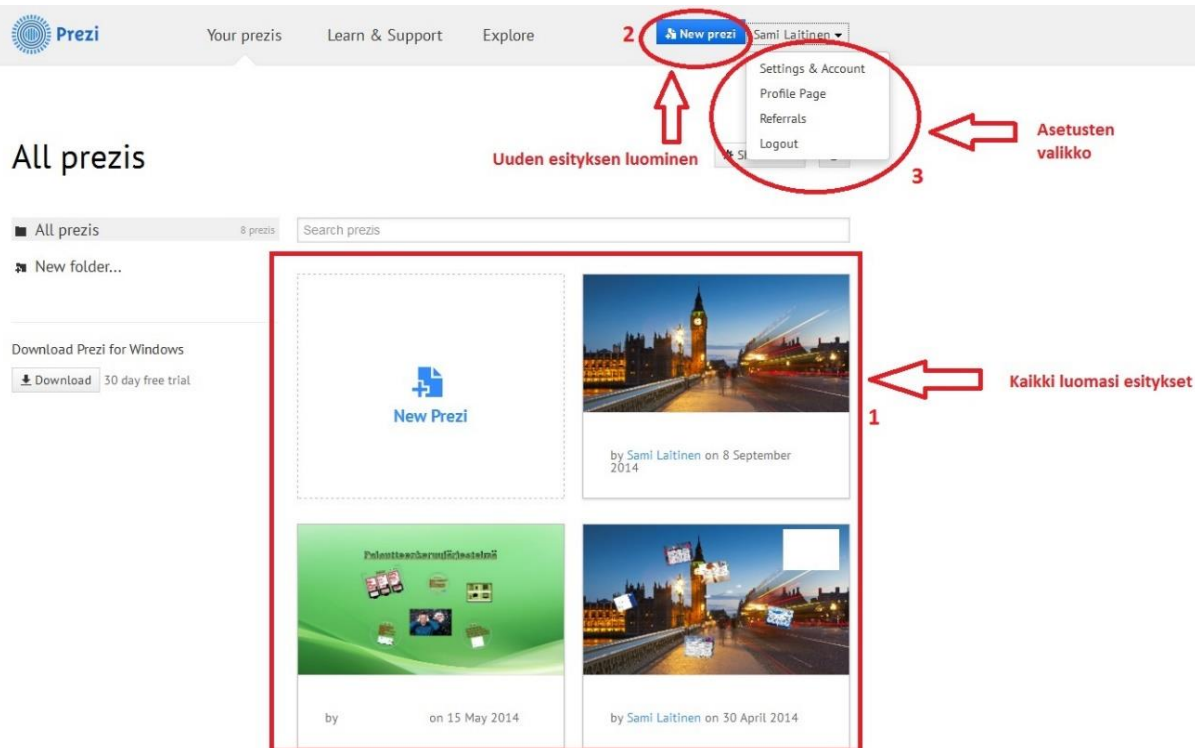 Prezi
Your prezis
Learn & Support
Explore
2
New prezi
Sami Laitinen
Settings & Account
Profile Page
Referrals
Logout
Asetusten
valikko
3
Uuden esityksen luominen
All prezis
All prezis
8 prezis
Search prezis
New folder...
Download Prezi for Windows
Download
30 day free trial
New Prezi
Kaikki luomasi esitykset
1
by Sami Laitinen on 8 September
2014
by on 15 May 2014
by Sami Laitinen on 30 April 2014